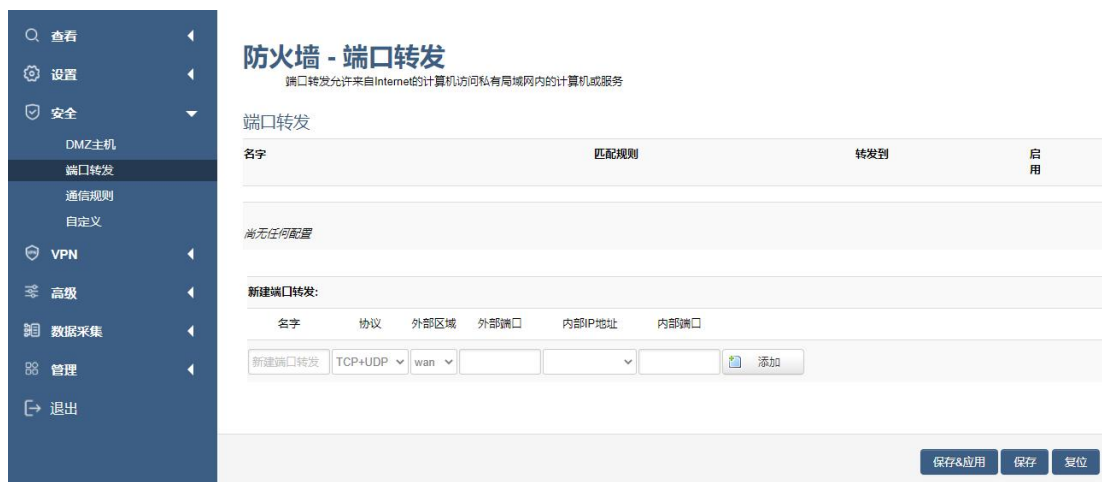 查看
设置
安全
DMZ主机
端口转发
通信规则
自定义
VPN
高级
数据采集
管理
退出
防火墙 - 端口转发
端口转发允许来自Internet的计算机访问私有局域网内的计算机或服务
端口转发
名字 匹配规则 转发到 启用
尚无任何配置
新建端口转发:
名字 协议 外部区域 外部端口 内部IP地址 内部端口
新建端口转发 TCP+UDP wan 添加
保存&应用 保存 复位